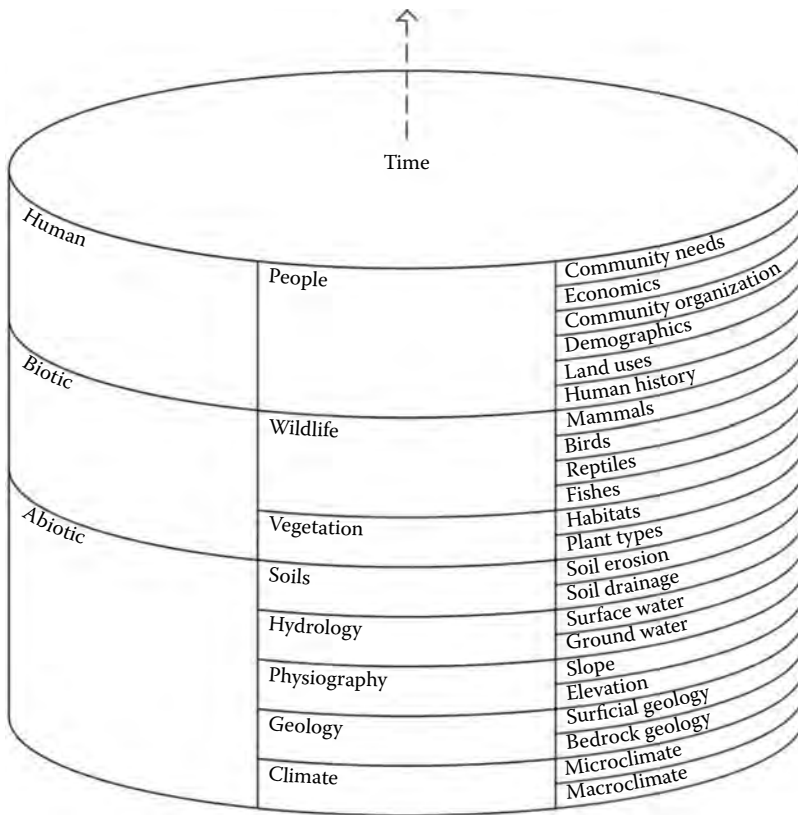 Time
Human
Biotic
Abiotic
People
Wildlife
Vegetation
Soils
Hydrology
Physiography
Geology
Climate
Community needs
Economics
Community organization
Demographics
Land uses
Human history
Mammals
Birds
Reptiles
Fishes
Habitats
Plant types
Soil erosion
Soil drainage
Surface water
Ground water
Slope
Elevation
Surficial geology
Bedrock geology
Microclimate
Macroclimate